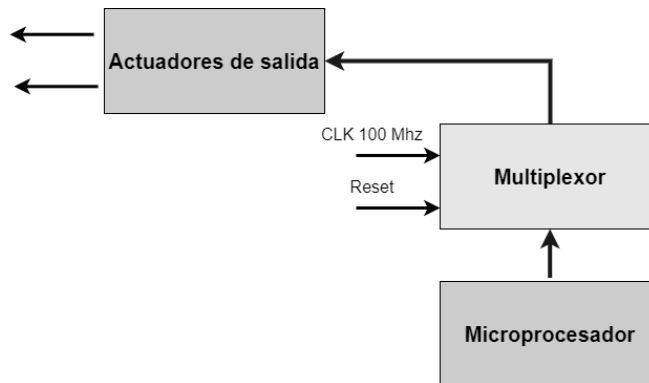 Actuadores de salida
CLK 100 Mhz
Multiplexor
Reset
Microprocesador